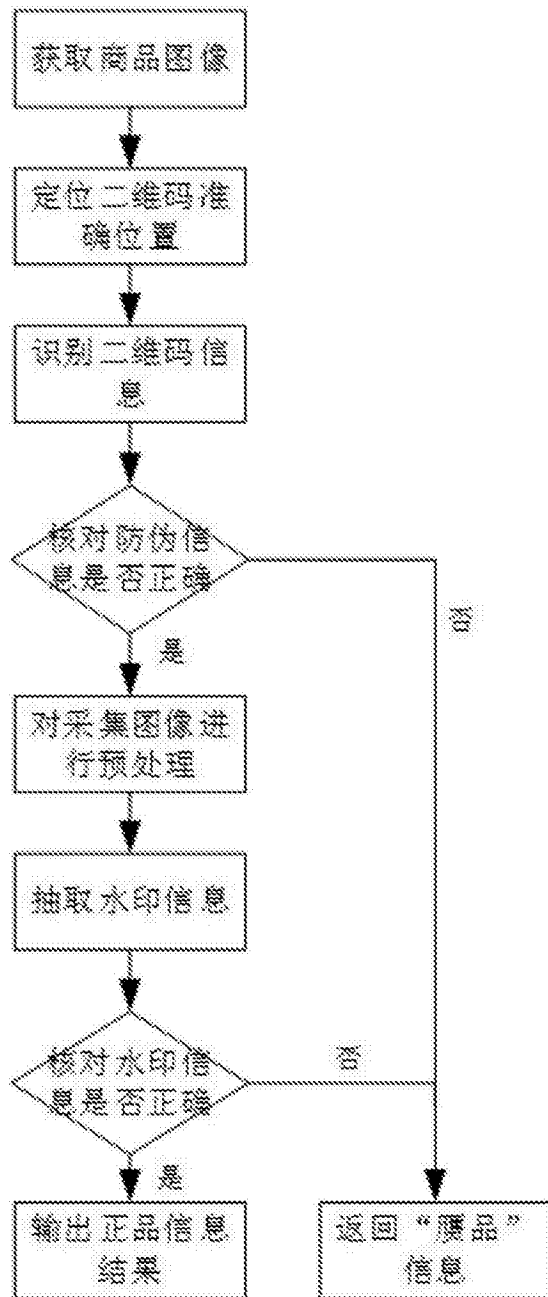 获取商品图像
定位二维码准
确位置
识别二维码信
息
核对防伪信
息是否正确
否
是
对采集图像进
行预处理
抽取水印信息
核对水印信
息是否正确
否
是
输出正品信息
结果
返回“赝品”
信息